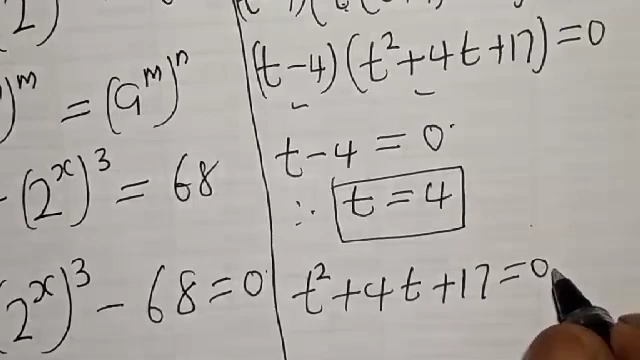 2)
)^m = (a^m)^n
- (2^x)^3 = 68
(2^x)^3 - 68 = 0
(t-4)(t^2+4t+17)=0
t-4=0
∴ t=4
t^2+4t+17=0